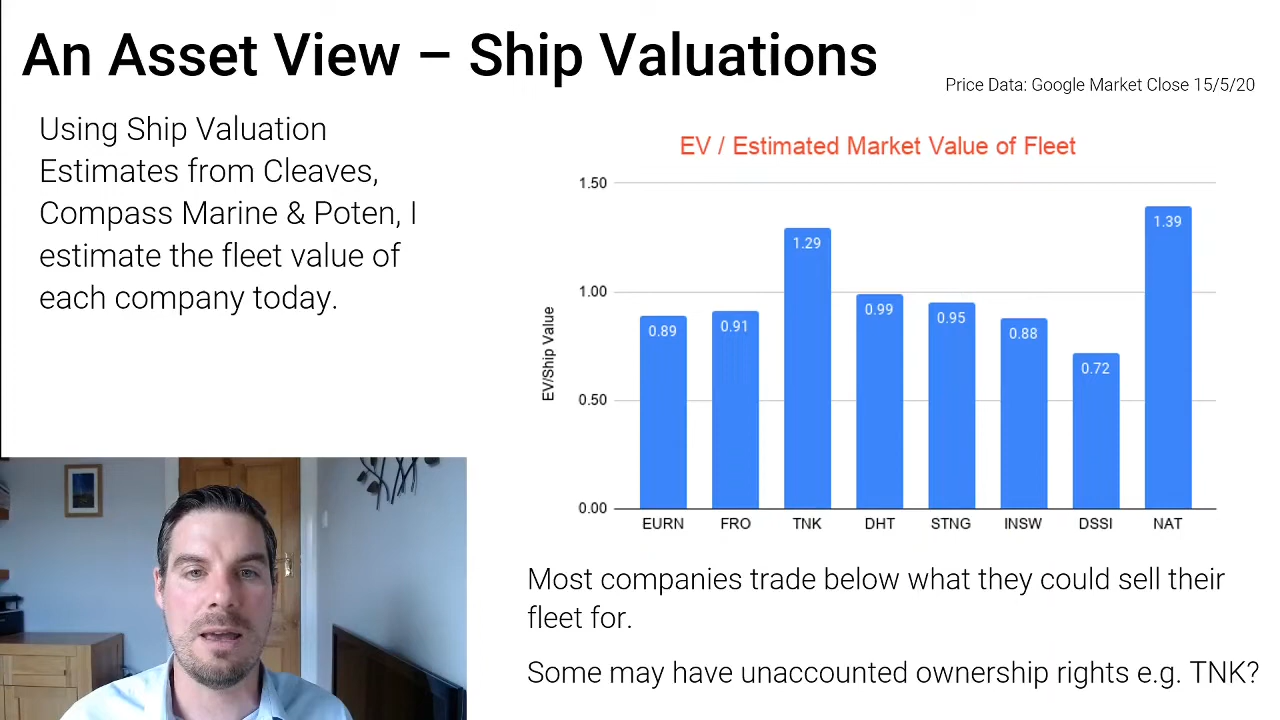 An Asset View – Ship Valuations
Price Data: Google Market Close 15/5/20
Using Ship Valuation
Estimates from Cleaves,
Compass Marine & Poten, I
estimate the fleet value of
each company today.
EV / Estimated Market Value of Fleet
EV/Ship Value
1.50
1.00
0.50
0.00
0.89
0.91
1.29
0.99
0.95
0.88
0.72
1.39
EURN FRO TNK DHT STNG INSW DSSI NAT
Most companies trade below what they could sell their
fleet for.
Some may have unaccounted ownership rights e.g. TNK?